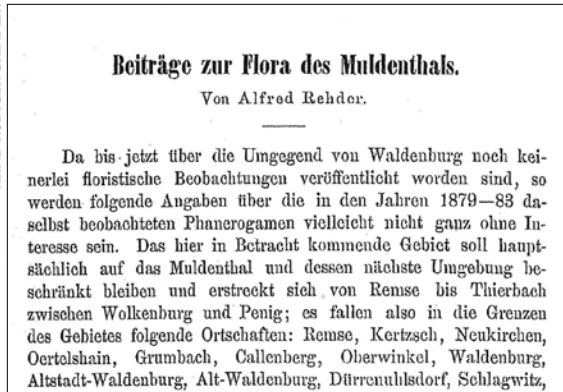 Beiträge zur Flora des Muldenthals.
Von Alfred Rehder.
Da bis jetzt über die Umgegend von Waldenburg noch kei-
nerlei floristische Beobachtungen veröffentlicht worden sind, so
werden folgende Angaben über die in den Jahren 1879—83 da-
selbst beobachteten Phanerogamen vielleicht nicht ganz ohne In-
teresse sein. Das hier in Betracht kommende Gebiet soll haupt-
sächlich auf das Muldenthal und dessen nächste Umgebung be-
schränkt bleiben und erstreckt sich von Remse bis Thierbach
zwischen Wolkenburg und Penig; es fallen also in die Grenzen
des Gebietes folgende Ortschaften: Remse, Kertzsch, Neukirchen,
Oertelshain, Grumbach, Callenberg, Oberwinkel, Waldenburg,
Altstadt-Waldenburg, Alt-Waldenburg, Dürrenuhlsdorf, Schlagwitz,